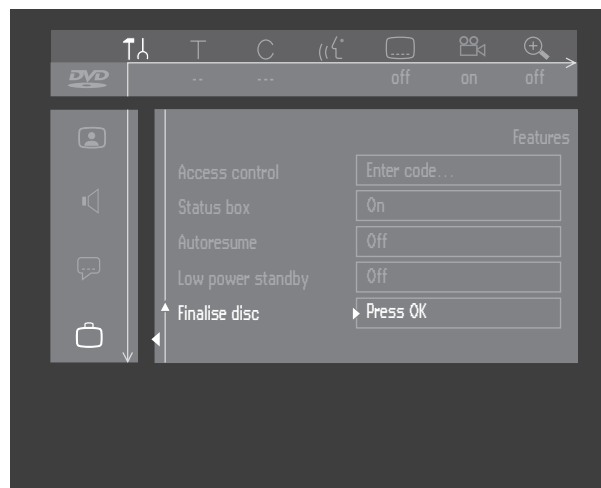 T C
DVD -- --- off on off
Features
Access control Enter code...
Status box On
Autoresume Off
Low power standby Off
Finalise disc Press OK